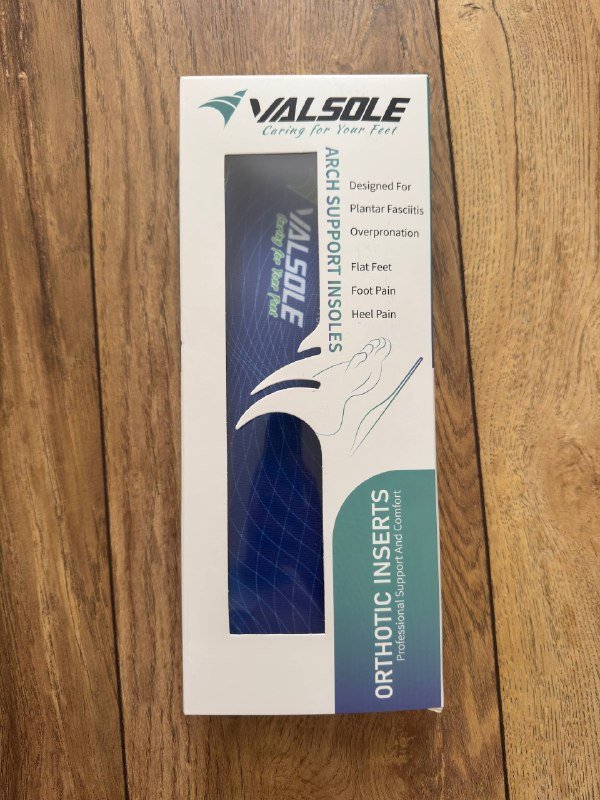 VALSOLE
Caring for Your Feet
ARCH SUPPORT INSOLES
Designed For
Plantar Fasciitis
Overpronation
Flat Feet
Foot Pain
Heel Pain
VALSOLE
Caring for Your Feet
ORTHOTIC INSERTS
Professional Support And Comfort